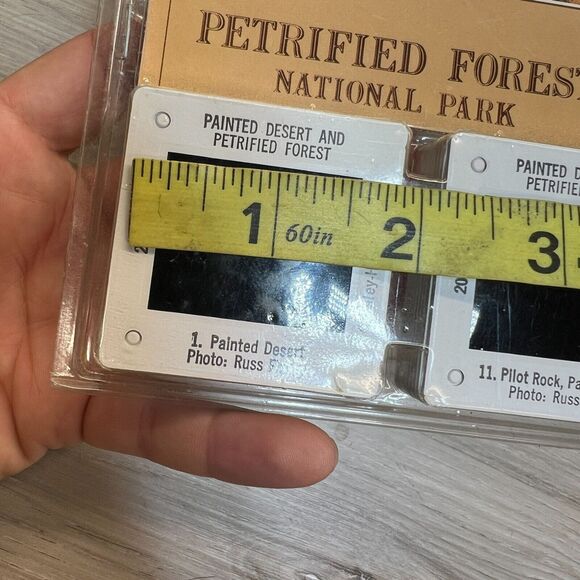 PETRIFIED FOREST
NATIONAL PARK
PAINTED DESERT AND
PETRIFIED FOREST
PAINTED D
PETRIFIE
1
60in
2
3
20
1. Painted Desert
Photo: Russ F
11. Pilot Rock, Pa
Photo: Russ